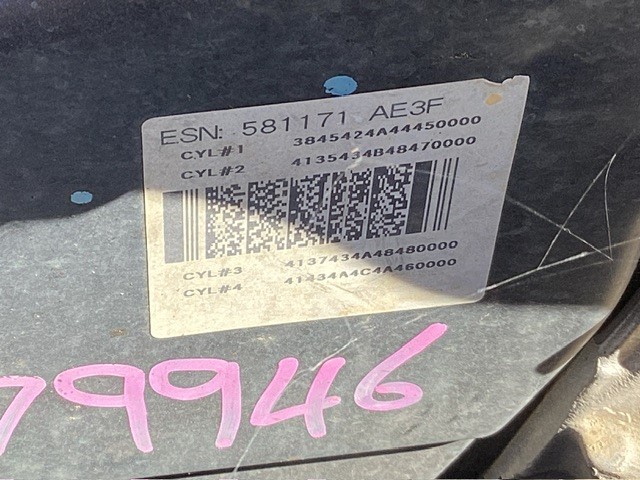 ESN: 581171 AE3F
CYL#1 3845424A44450000
CYL#2 4135434B48470000
CYL#3 4137434A48480000
CYL#4 41434A4C4A460000
79946